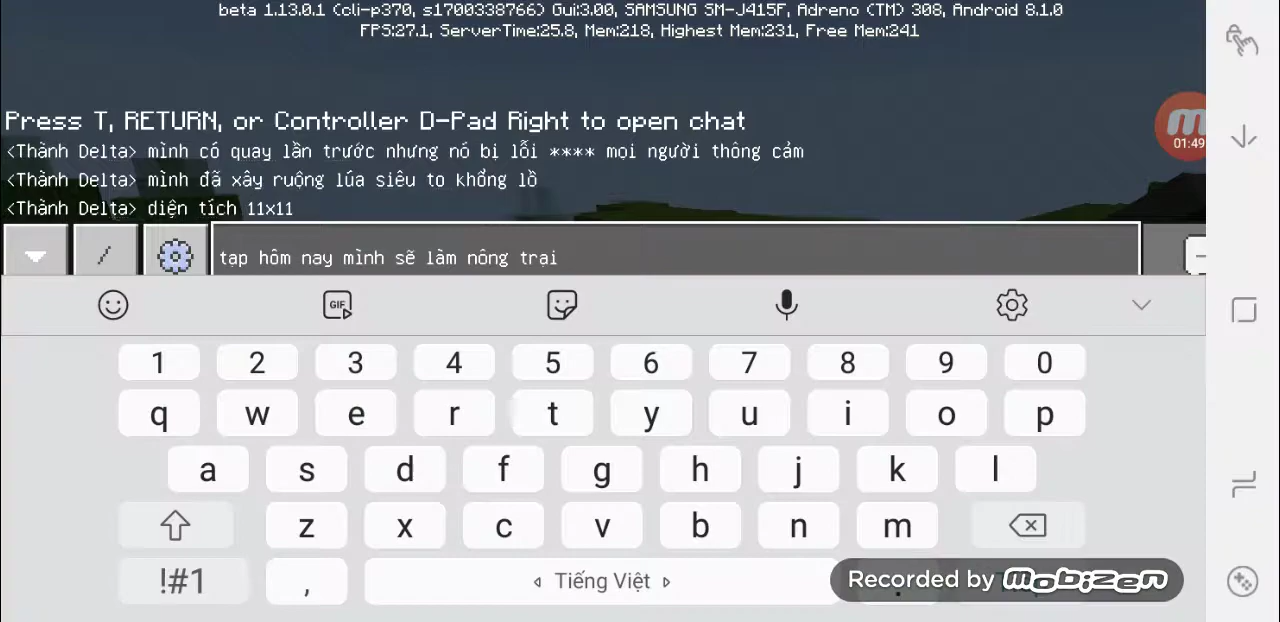 beta 1.13.0.1 (cli-p370, s1700338766) Gui:3.00, SAMSUNG SM-J415F, Adreno (TM) 308, Android 8.1.0
FPS:27.1, ServerTime:25.8, Mem:218, Highest Mem:231, Free Mem:241
Press T, RETURN, or Controller D-Pad Right to open chat
<Thành Delta> mình có quay lần trước nhưng nó bị lỗi **** mọi người thông cảm
<Thành Delta> mình đã xây ruộng lúa siêu to khổng lồ
<Thành Delta> diện tích 11x11
01:49
/
tạp hôm nay mình sẽ làm nông trại
GIF
1 2 3 4 5 6 7 8 9 0
q w e r t y u i o p
a s d f g h j k l
z x c v b n m
!#1 , Tiếng Việt .
Recorded by mobizen